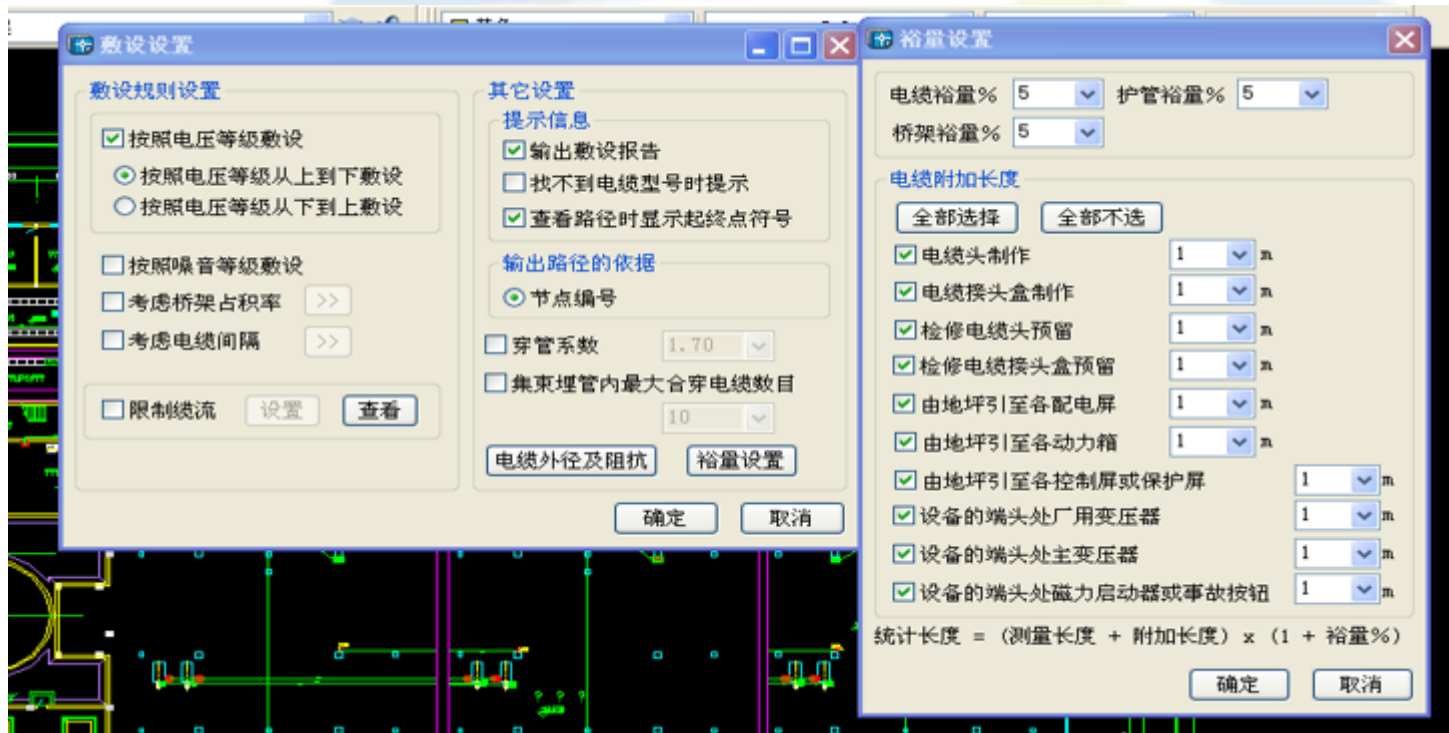 敷设设置
敷设规则设置
按照电压等级敷设
按照电压等级从上到下敷设
按照电压等级从下到上敷设
按照噪音等级敷设
考虑桥架占积率 >>
考虑电缆间隔 >>
限制缆流 设置 查看
其它设置
提示信息
输出敷设报告
找不到电缆型号时提示
查看路径时显示起终点符号
输出路径的依据
节点编号
穿管系数 1.70
集束埋管内最大合穿电缆数目
10
电缆外径及阻抗 裕量设置
确定 取消
裕量设置
电缆裕量% 5 护管裕量% 5
桥架裕量% 5
电缆附加长度
全部选择 全部不选
电缆头制作 1 m
电缆接头盒制作 1 m
检修电缆头预留 1 m
检修电缆接头盒预留 1 m
由地坪引至各配电屏 1 m
由地坪引至各动力箱 1 m
由地坪引至各控制屏或保护屏 1 m
设备的端头处厂用变压器 1 m
设备的端头处主变压器 1 m
设备的端头处磁力启动器或事故按钮 1 m
统计长度 = (测量长度 + 附加长度) x (1 + 裕量%)
确定 取消
? ? ?